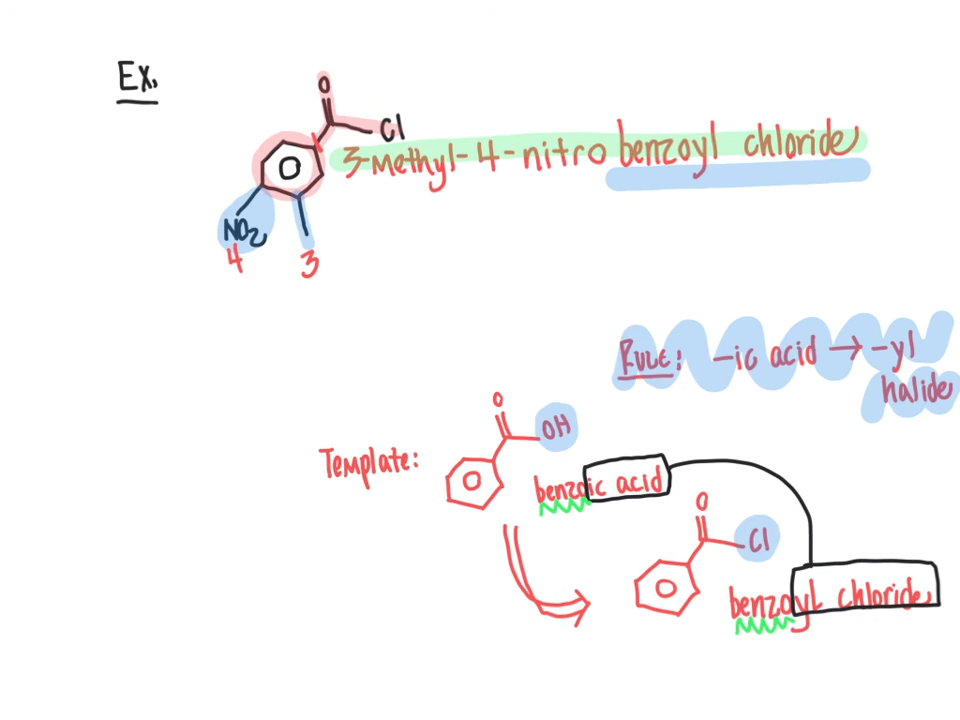 Ex.
O
Cl
3-methyl-4-nitro benzoyl chloride
NO2
4 3
Rule: -ic acid → -yl
halide
O
OH
Template:
benzoic acid
O
Cl
benzoyl chloride